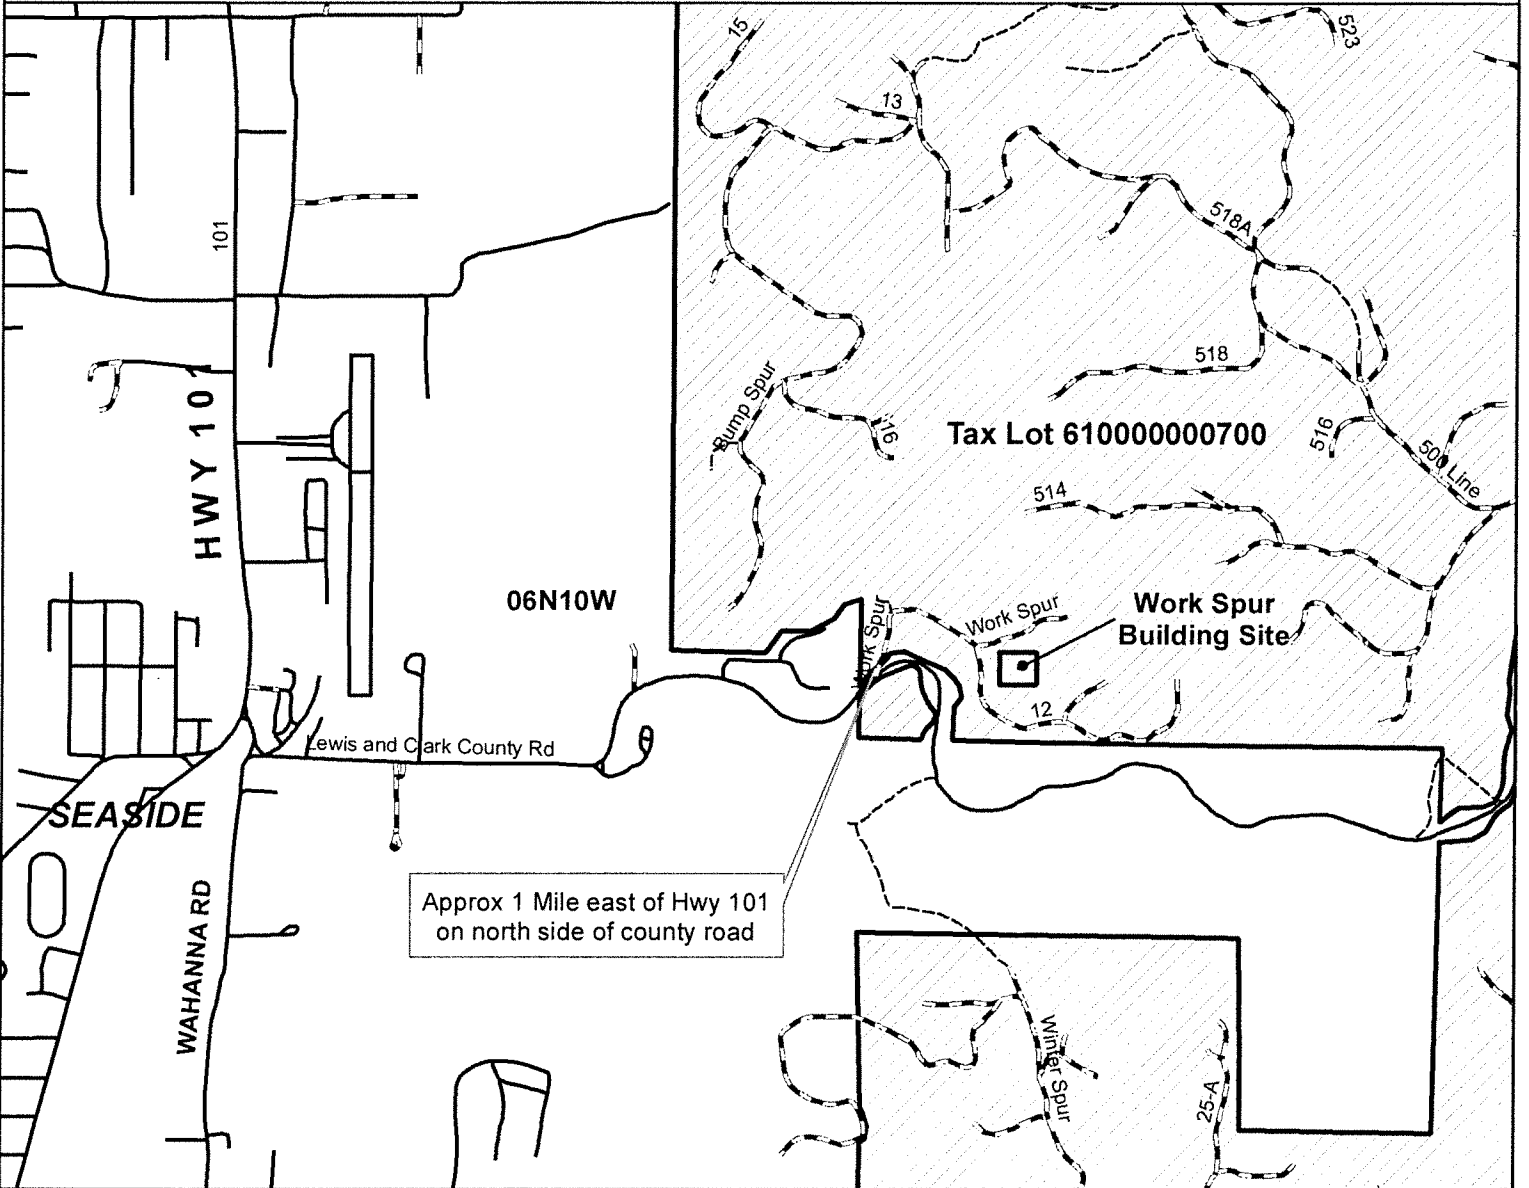 15
523
13
518A
101
HWY 101
518
Bump Spur
16
Tax Lot 610000000700
516
500 Line
514
06N10W
Work Spur
Work Spur
Work Spur
Building Site
12
Lewis and Clark County Rd
SEASIDE
Approx 1 Mile east of Hwy 101
on north side of county road
WAHANNA RD
Winter Spur
25-A